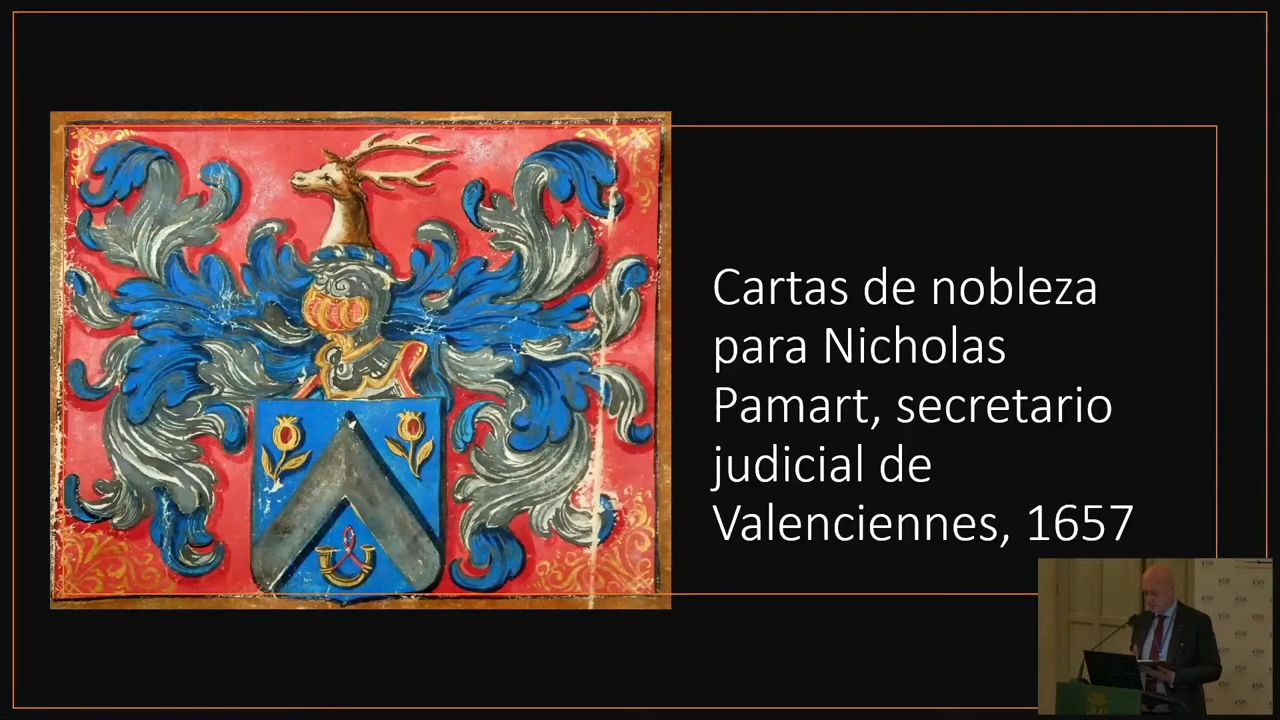 Cartas de nobleza
para Nicholas
Pamart, secretario
judicial de
Valenciennes, 1657